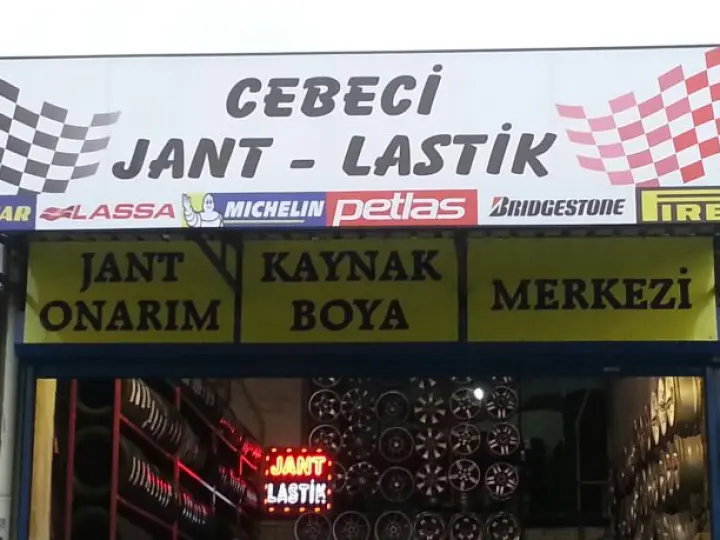 CEBECİ
JANT - LASTİK
LASSA MICHELIN petlas BRIDGESTONE
JANT ONARIM
KAYNAK BOYA
MERKEZİ
JANT
LASTİK